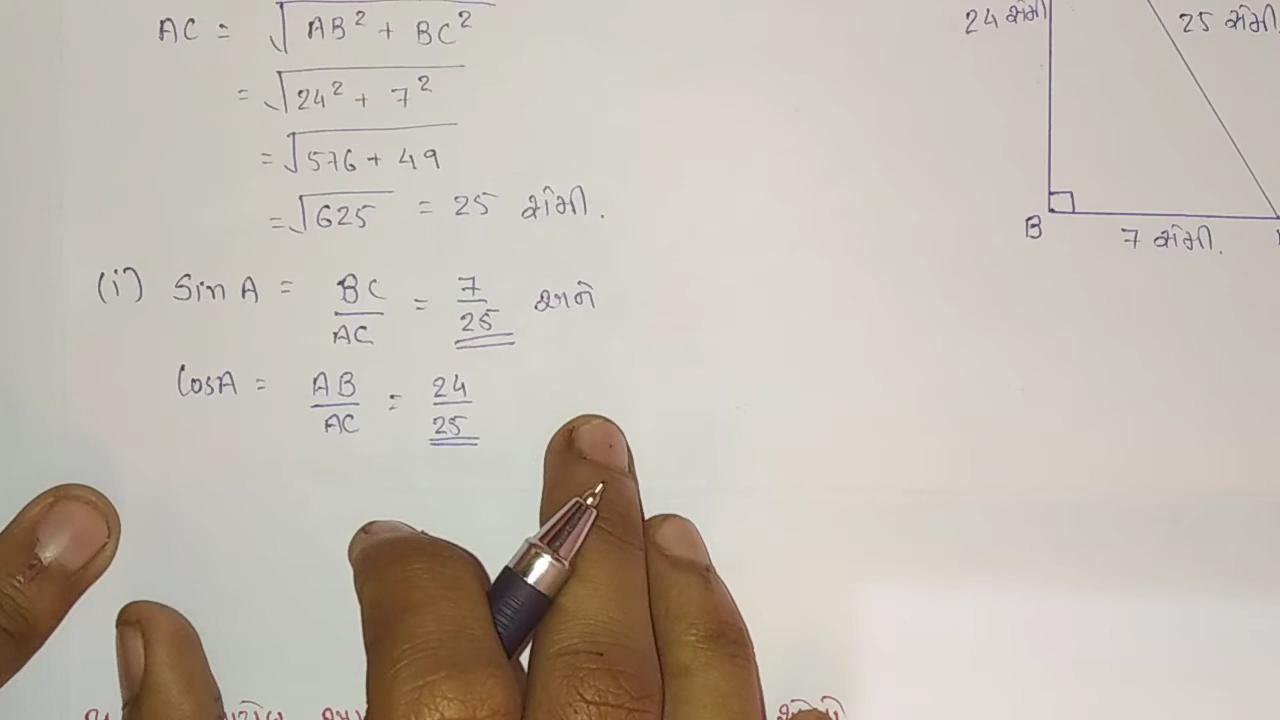 AC = √AB² + BC²
= √24² + 7²
= √576 + 49
= √625 = 25 સેમી.
(i) Sin A = BC/AC = 7/25 અને
Cos A = AB/AC = 24/25
24 સેમી
25 સેમી.
B
7 સેમી.